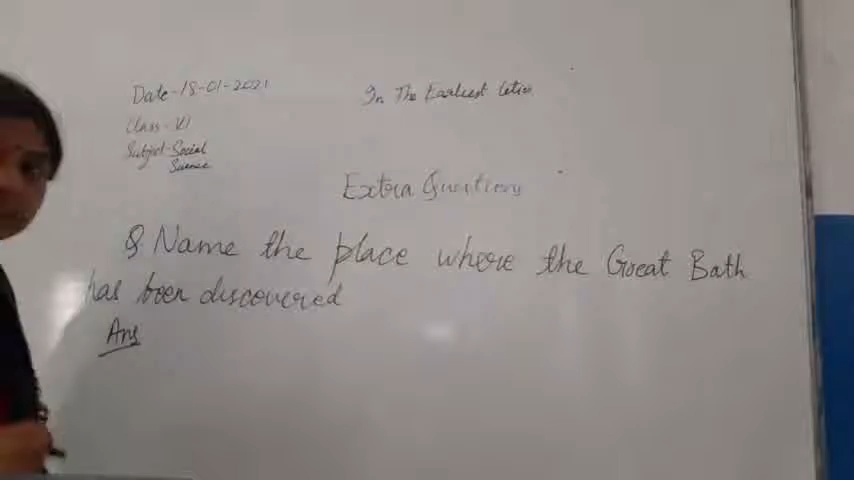 Date-18-01-2021
In The Earliest Cities
Class-VI
Subject-Social
Science
Extra Questions
Q Name the place where the Great Bath
has been discovered
Ans